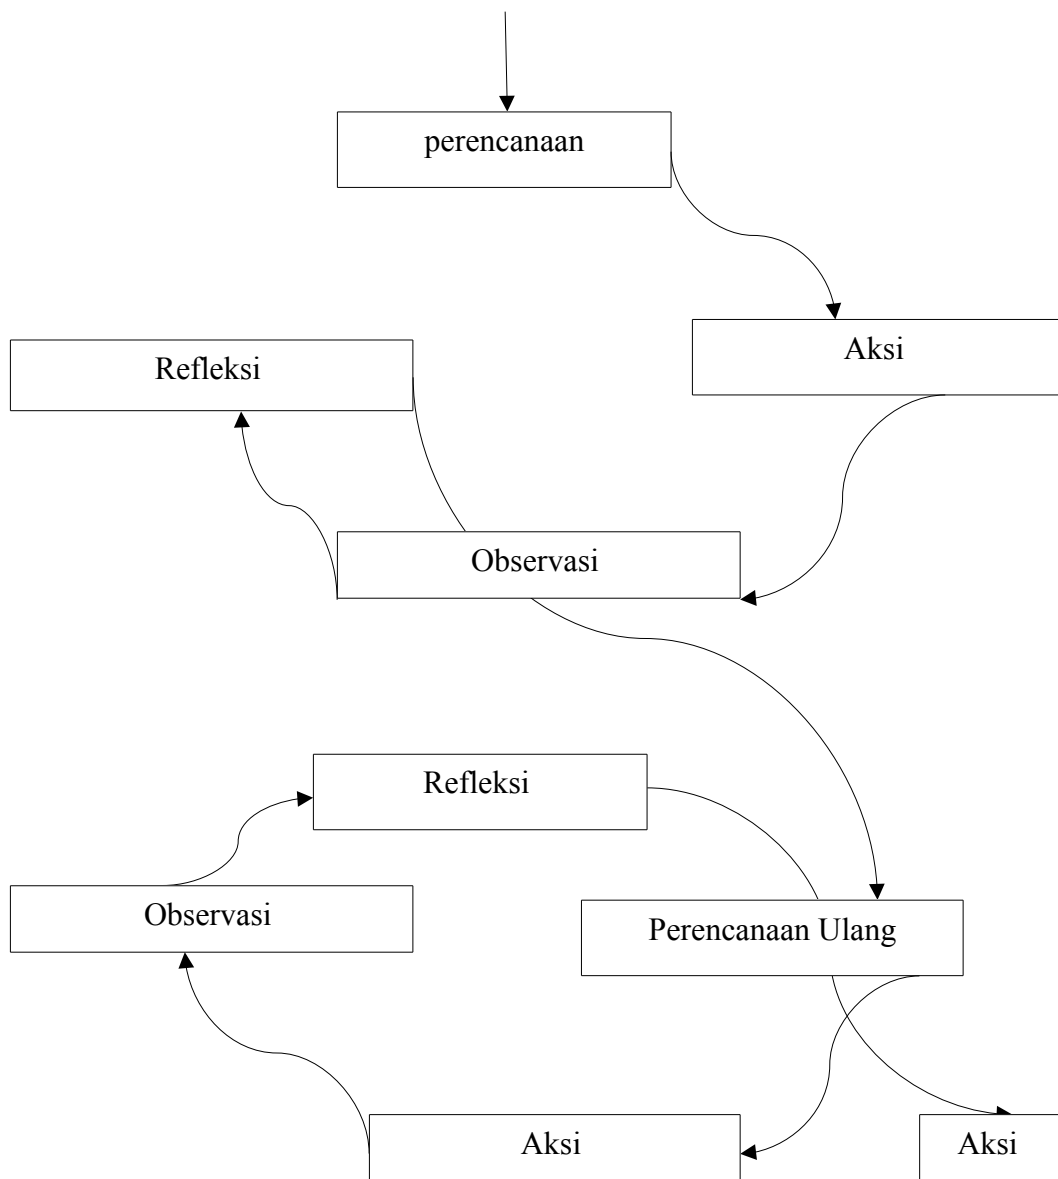 perencanaan
Aksi
Refleksi
Observasi
Refleksi
Observasi
Perencanaan Ulang
Aksi
Aksi